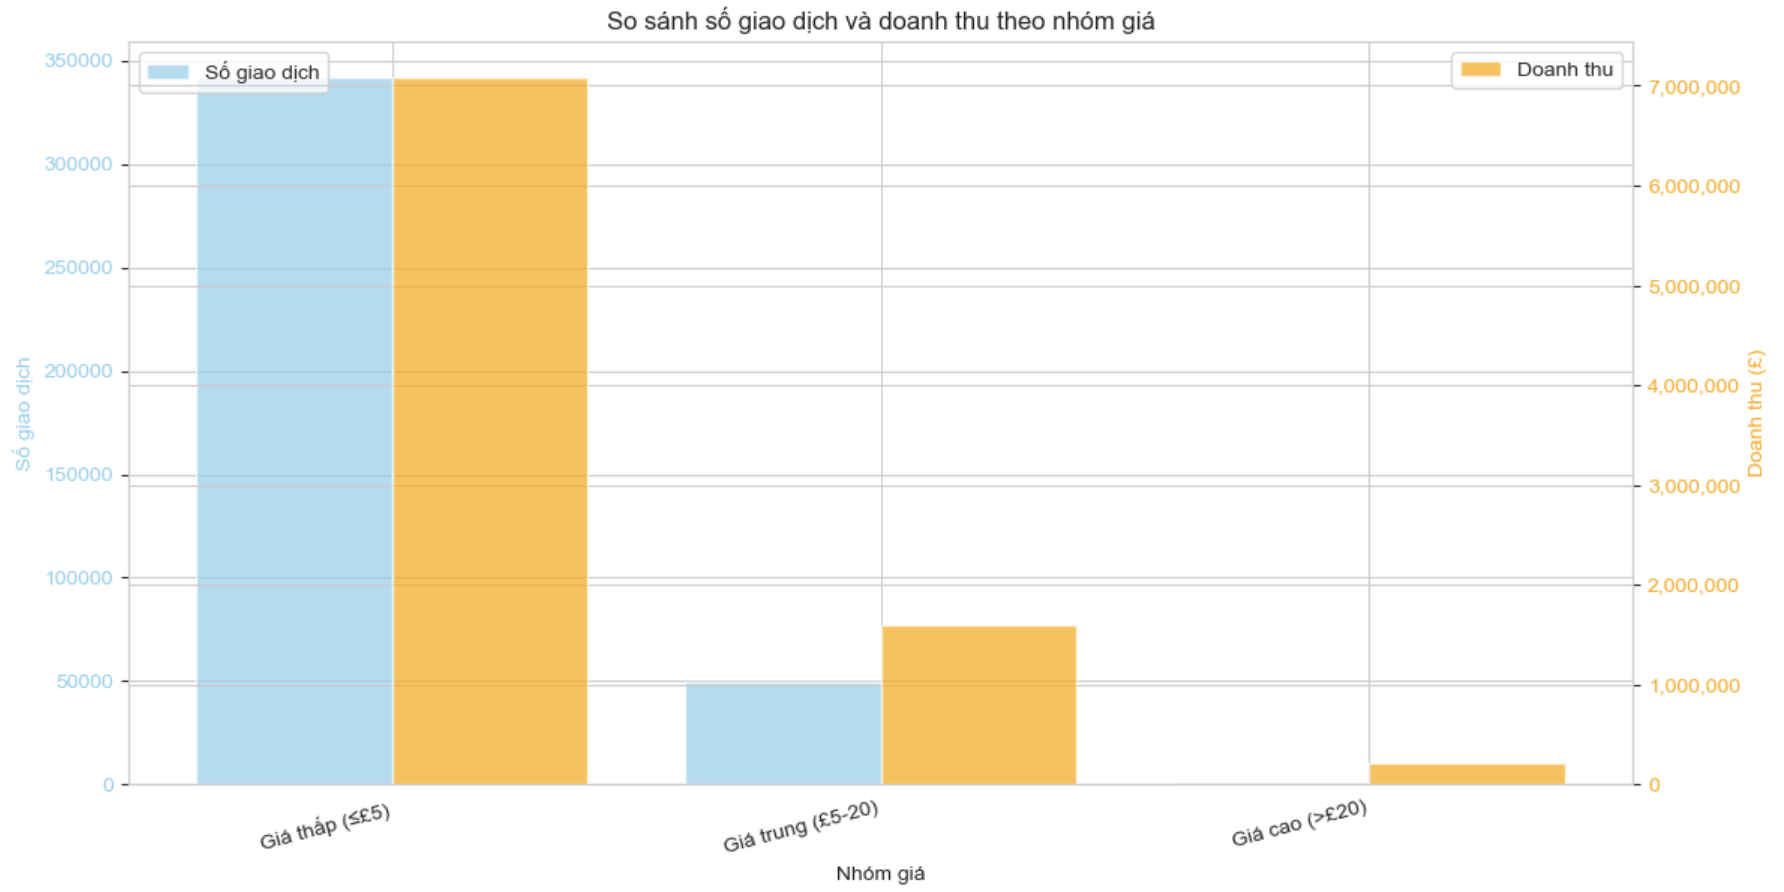 So sánh số giao dịch và doanh thu theo nhóm giá
Số giao dịch
Doanh thu
350000
300000
250000
200000
150000
100000
50000
0
Số giao dịch
7,000,000
6,000,000
5,000,000
4,000,000
3,000,000
2,000,000
1,000,000
0
Doanh thu (£)
Giá thấp (≤£5)
Giá trung (£5-20)
Giá cao (>£20)
Nhóm giá